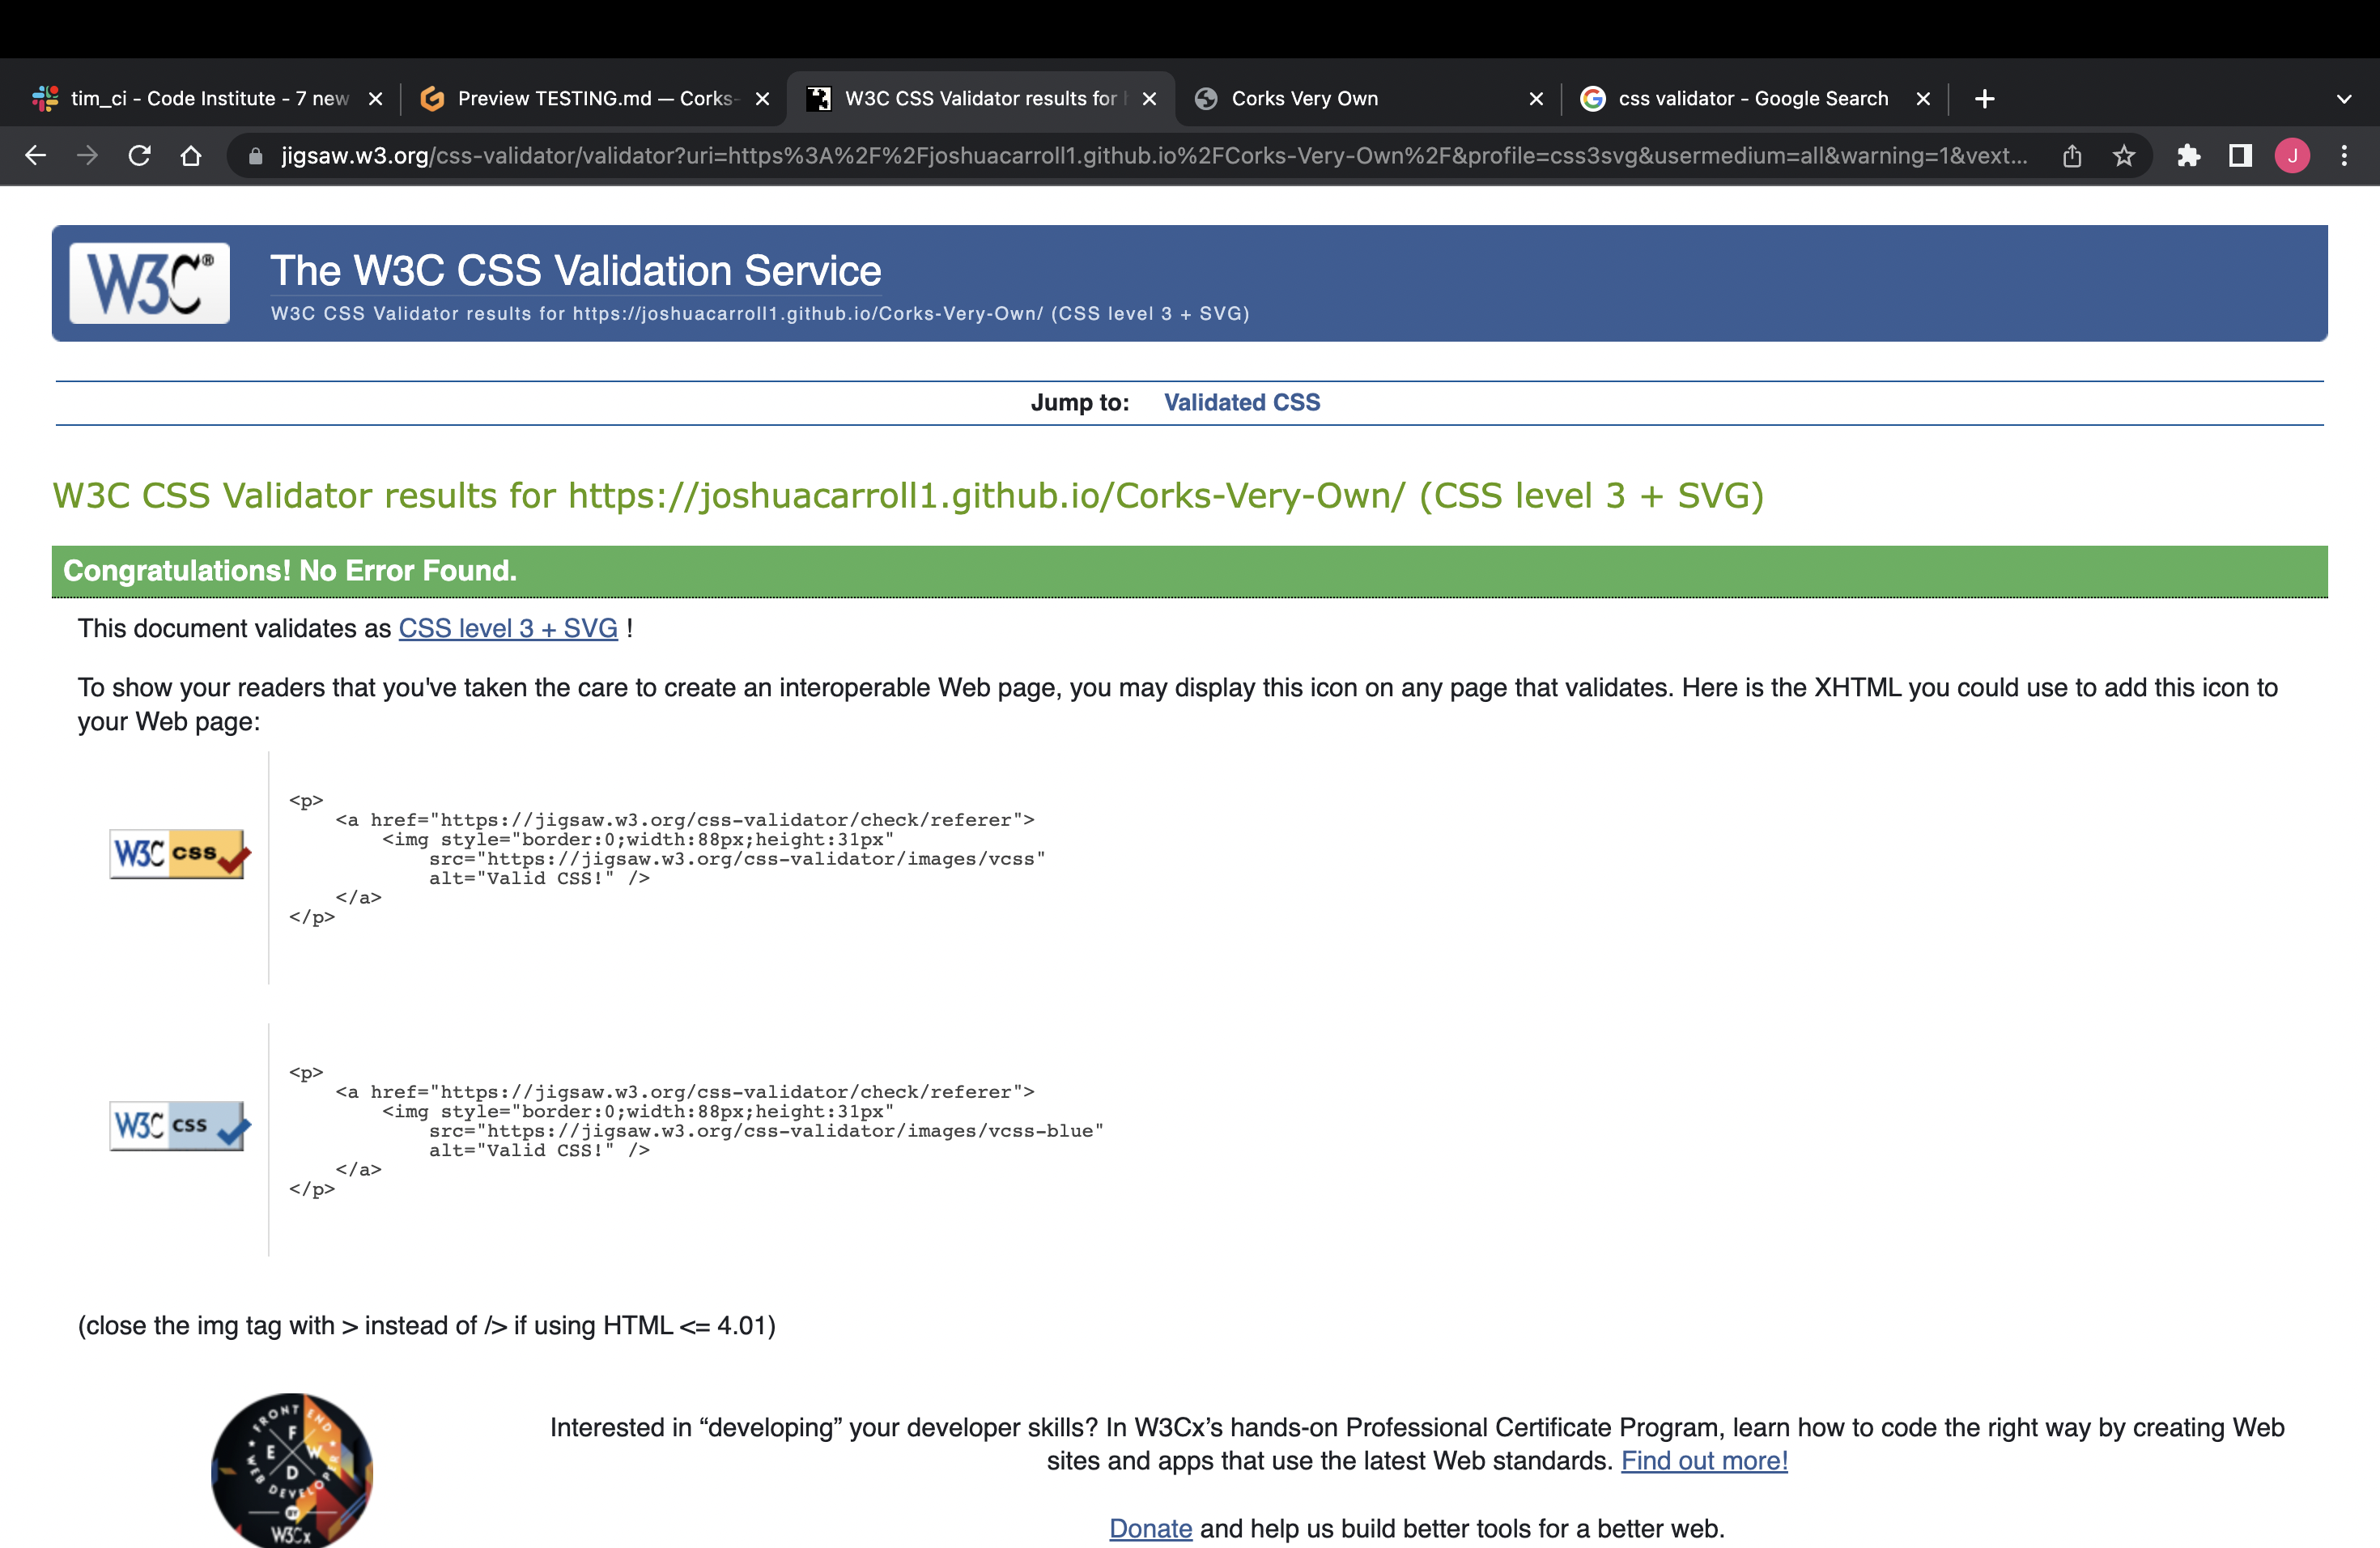 tim_ci - Code Institute - 7 new
Preview TESTING.md — Corks-
W3C CSS Validator results for
Corks Very Own
css validator - Google Search
jigsaw.w3.org/css-validator/validator?uri=https%3A%2F%2Fjoshuacarroll1.github.io%2FCorks-Very-Own%2F&profile=css3svg&usermedium=all&warning=1&vext...
J
W3C®
The W3C CSS Validation Service
W3C CSS Validator results for https://joshuacarroll1.github.io/Corks-Very-Own/ (CSS level 3 + SVG)
Jump to: Validated CSS
W3C CSS Validator results for https://joshuacarroll1.github.io/Corks-Very-Own/ (CSS level 3 + SVG)
Congratulations! No Error Found.
This document validates as CSS level 3 + SVG !
To show your readers that you've taken the care to create an interoperable Web page, you may display this icon on any page that validates. Here is the XHTML you could use to add this icon to
your Web page:
W3C css
<p>
    <a href="https://jigsaw.w3.org/css-validator/check/referer">
        <img style="border:0;width:88px;height:31px"
            src="https://jigsaw.w3.org/css-validator/images/vcss"
            alt="Valid CSS!" />
    </a>
</p>
W3C css
<p>
    <a href="https://jigsaw.w3.org/css-validator/check/referer">
        <img style="border:0;width:88px;height:31px"
            src="https://jigsaw.w3.org/css-validator/images/vcss-blue"
            alt="Valid CSS!" />
    </a>
</p>
(close the img tag with > instead of /> if using HTML <= 4.01)
FRONT END
WEB DEVELOPER
F E W D
BY
W3Cx
Interested in “developing” your developer skills? In W3Cx’s hands-on Professional Certificate Program, learn how to code the right way by creating Web
sites and apps that use the latest Web standards. Find out more!
Donate and help us build better tools for a better web.